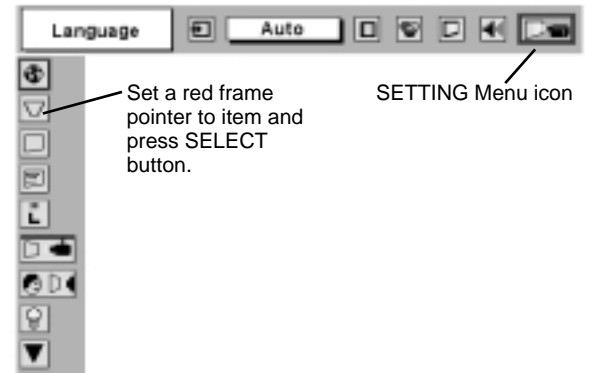 Language
Auto
Set a red frame
pointer to item and
press SELECT
button.
SETTING Menu icon